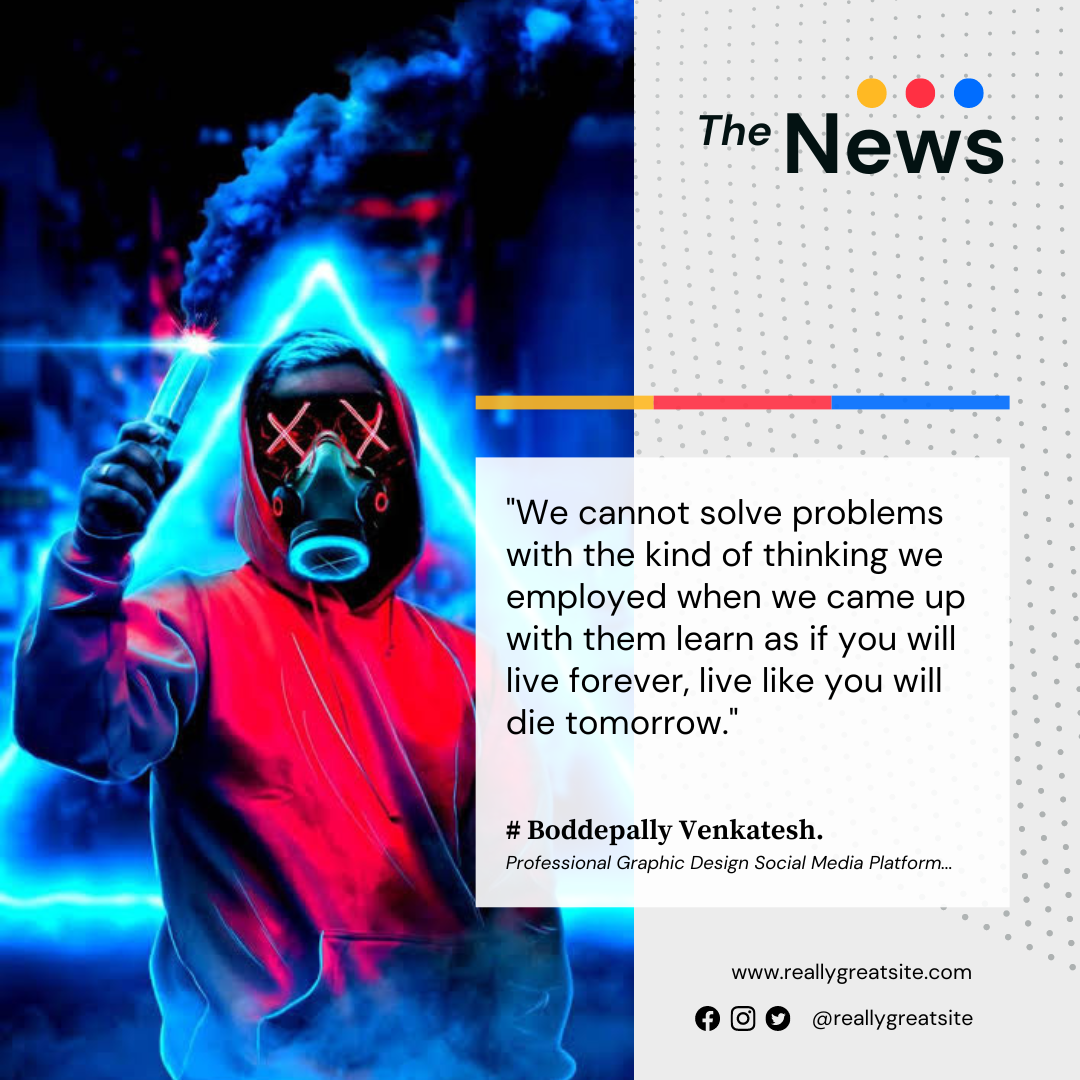 The News
"We cannot solve problems
with the kind of thinking we
employed when we came up
with them learn as if you will
live forever, live like you will
die tomorrow."
# Boddepally Venkatesh.
Professional Graphic Design Social Media Platform...
www.reallygreatsite.com
@reallygreatsite